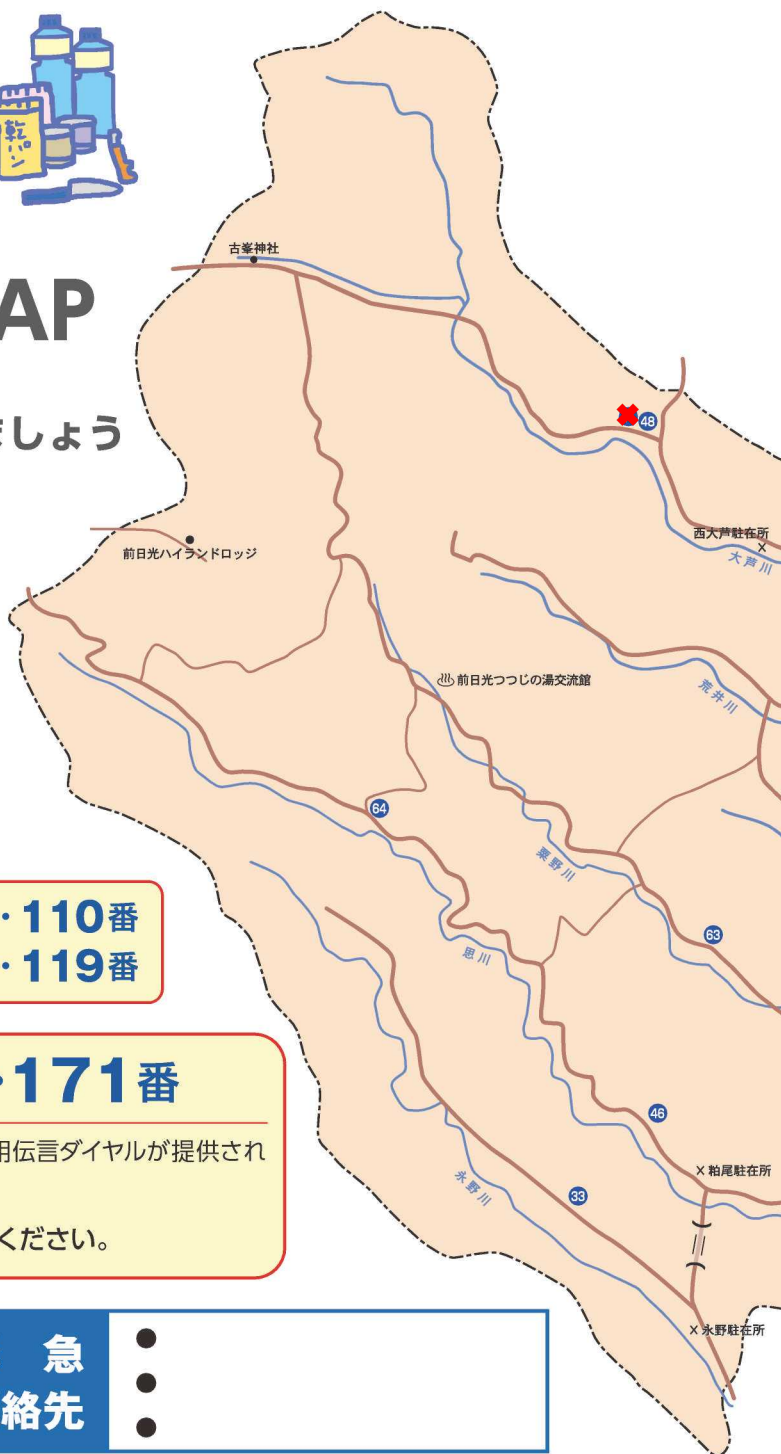 乾パン
古峯神社
AP
ましょう
48
西大芦駐在所
大芦川
前日光ハイランドロッジ
前日光つつじの湯交流館
荒井川
64
粟野川
・110番
・119番
63
思川
・171番
用伝言ダイヤルが提供され
46
粕尾駐在所
永野川
33
ください。
永野駐在所
急
絡先